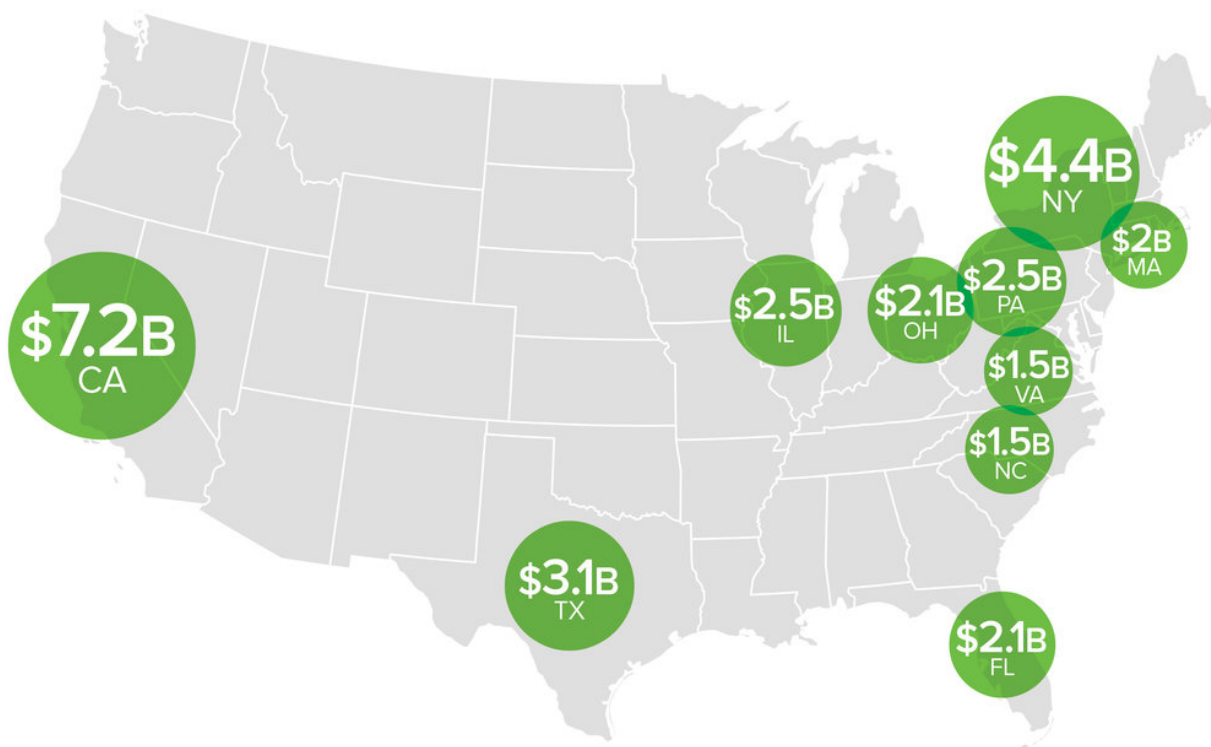 $4.4B
NY
$2B
MA
$7.2B
CA
$2.5B
IL
$2.1B
OH
$2.5B
PA
$1.5B
VA
$1.5B
NC
$3.1B
TX
$2.1B
FL